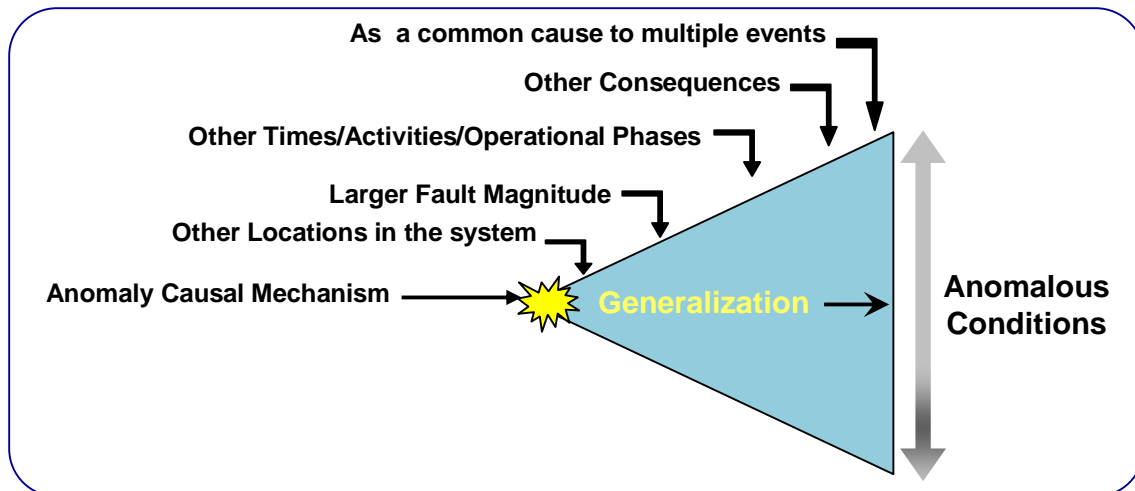 As a common cause to multiple events
Other Consequences
Other Times/Activities/Operational Phases
Larger Fault Magnitude
Other Locations in the system
Anomaly Causal Mechanism
Generalization
Anomalous
Conditions